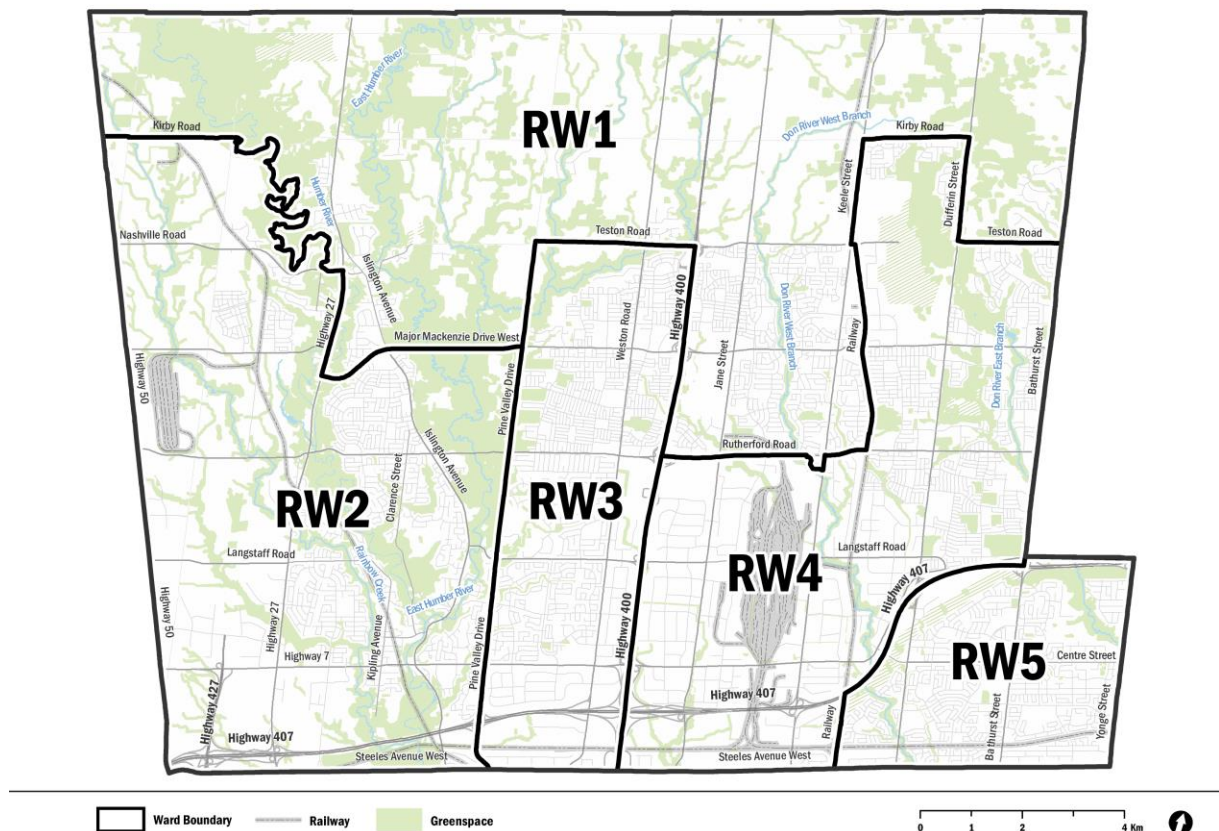 East Humber River
RW1
Kirby Road
Don River West Branch
Kirby Road
Keele Street
Dufferin Street
Humber River
Nashville Road
Teston Road
Teston Road
Islington Avenue
Highway 400
Highway 27
Weston Road
Don River West Branch
Major Mackenzie Drive West
Railway
Jane Street
Don River East Branch
Bathurst Street
Highway 50
Pine Valley Drive
Islington Avenue
Rutherford Road
Clarence Street
RW2
RW3
Langstaff Road
Rainbow Creek
Langstaff Road
RW4
Highway 407
East Humber River
Highway 50
Highway 27
Kipling Avenue
Highway 7
Pine Valley Drive
Highway 400
RW5
Centre Street
Highway 427
Highway 407
Highway 407
Railway
Bathurst Street
Yonge Street
Steeles Avenue West
Steeles Avenue West
Ward Boundary
Railway
Greenspace
0 1 2 4 Km